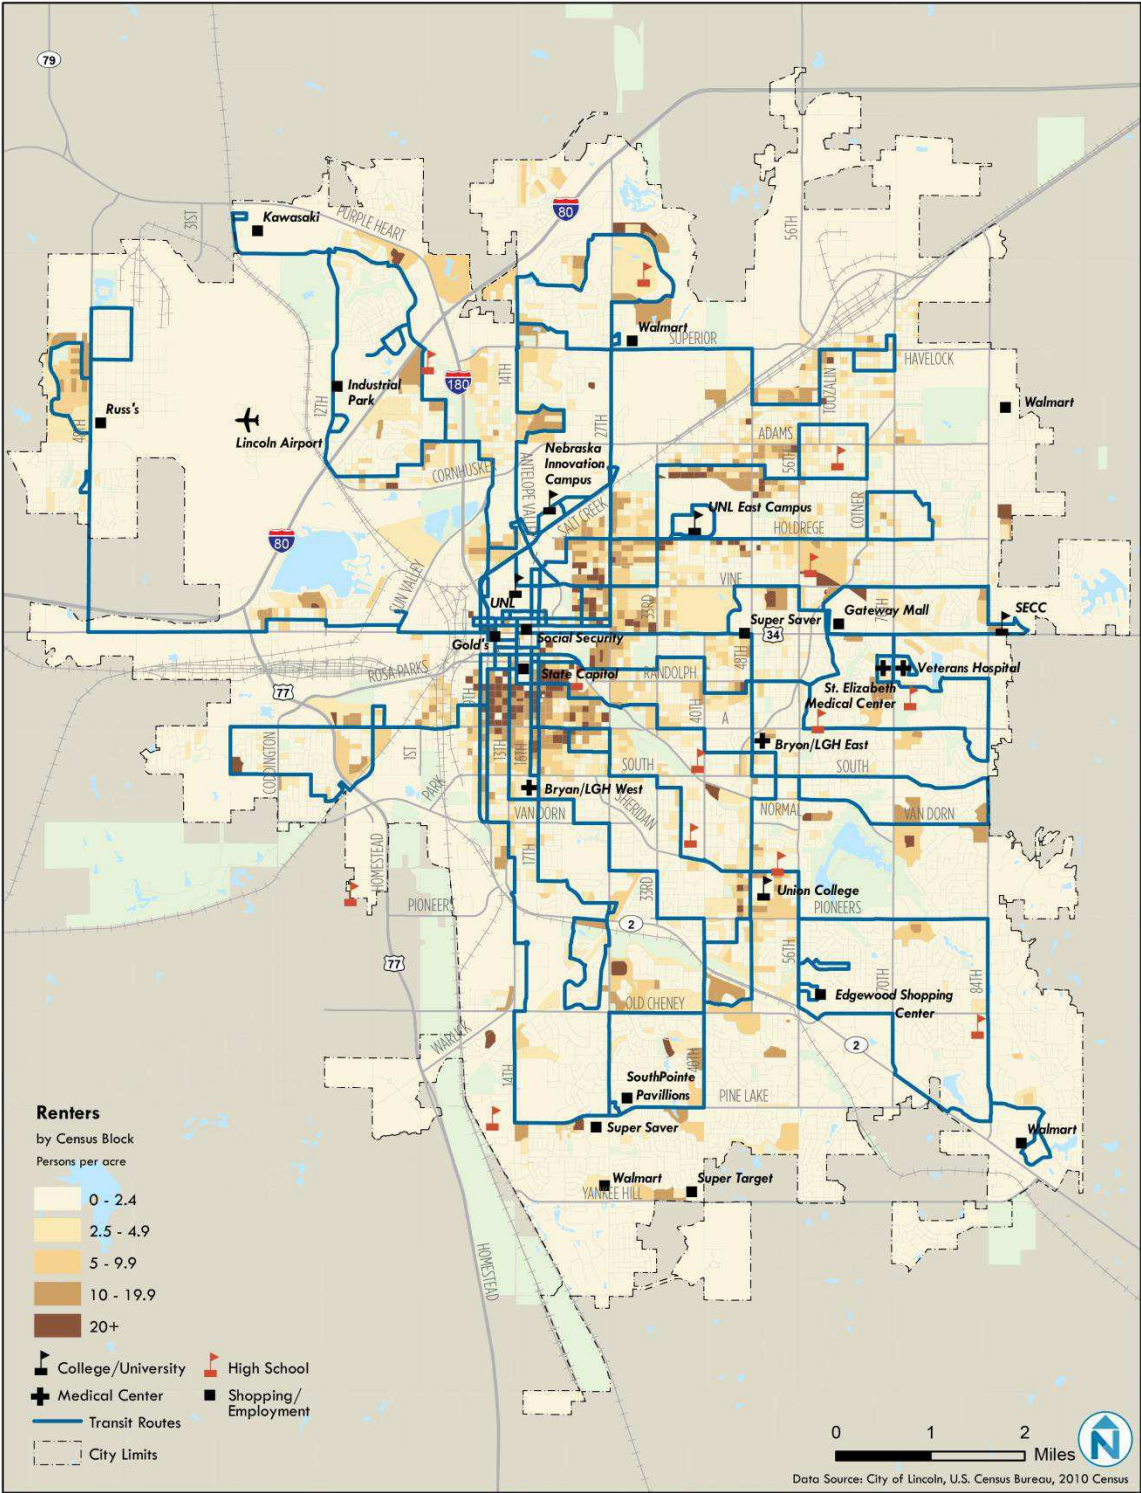 79
31ST
Kawasaki
PURPLE HEART
80
56TH
Walmart
SUPERIOR
HAVELOCK
14TH
180
27TH
TOUZALIN
12TH
Industrial
Park
Walmart
Russ's
48TH
Lincoln Airport
ADAMS
56TH
CORNHUSKER
ANTELOPE VALLEY
Nebraska
Innovation
Campus
SALT CREEK
UNL East Campus
HOLDREGE
COTNER
80
SUN VALLEY
VINE
UNL
33RD
Super Saver
34
Gateway Mall
70TH
SECC
Gold's
Social Security
48TH
ROSA PARKS
State Capitol
RANDOLPH
Veterans Hospital
St. Elizabeth
Medical Center
77
9TH
40TH
A
CODDINGTON
1ST
13TH
16TH
Bryon/LGH East
SOUTH
SOUTH
PARK
Bryan/LGH West
SHERIDAN
NORMAL
VAN DORN
VAN DORN
HOMESTEAD
17TH
33RD
Union College
PIONEERS
PIONEERS
2
56TH
77
70TH
84TH
OLD CHENEY
Edgewood Shopping
Center
WARLICK
2
14TH
40TH
SouthPointe
Pavillions
PINE LAKE
Super Saver
Walmart
Walmart
Super Target
YANKEE HILL
HOMESTEAD
Renters
by Census Block
Persons per acre
0 - 2.4
2.5 - 4.9
5 - 9.9
10 - 19.9
20+
College/University
High School
Medical Center
Shopping/
Employment
Transit Routes
City Limits
0 1 2
Miles
N
Data Source: City of Lincoln, U.S. Census Bureau, 2010 Census